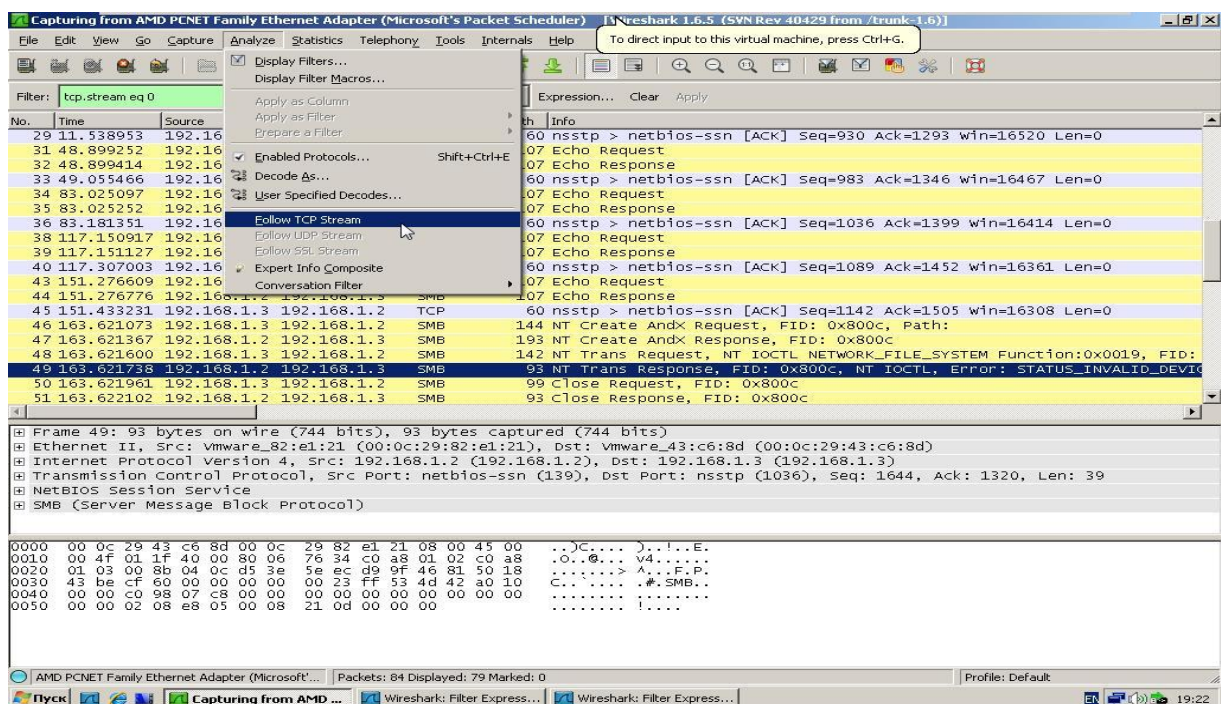 Capturing from AMD PCNET Family Ethernet Adapter (Microsoft's Packet Scheduler) [Wireshark 1.6.5 (SVN Rev 40429 from /trunk-1.6)]
File Edit View Go Capture Analyze Statistics Telephony Tools Internals Help
To direct input to this virtual machine, press Ctrl+G.
Display Filters...
Display Filter Macros...
Apply as Column
Apply as Filter
Prepare a Filter
Enabled Protocols... Shift+Ctrl+E
Decode As...
User Specified Decodes...
Follow TCP Stream
Follow UDP Stream
Follow SSL Stream
Expert Info Composite
Conversation Filter
Filter: tcp.stream eq 0 Expression... Clear Apply
No. Time Source th Info
29 11.538953 192.16 60 nsstp > netbios-ssn [ACK] Seq=930 Ack=1293 Win=16520 Len=0
31 48.899252 192.16 07 Echo Request
32 48.899414 192.16 07 Echo Response
33 49.055466 192.16 60 nsstp > netbios-ssn [ACK] Seq=983 Ack=1346 Win=16467 Len=0
34 83.025097 192.16 07 Echo Request
35 83.025252 192.16 07 Echo Response
36 83.181351 192.16 60 nsstp > netbios-ssn [ACK] Seq=1036 Ack=1399 Win=16414 Len=0
38 117.150917 192.16 07 Echo Request
39 117.151127 192.16 07 Echo Response
40 117.307003 192.16 60 nsstp > netbios-ssn [ACK] Seq=1089 Ack=1452 Win=16361 Len=0
43 151.276609 192.16 07 Echo Request
44 151.276776 192.168.1.2 192.168.1.3 SMB 107 Echo Response
45 151.433231 192.168.1.3 192.168.1.2 TCP 60 nsstp > netbios-ssn [ACK] Seq=1142 Ack=1505 Win=16308 Len=0
46 163.621073 192.168.1.3 192.168.1.2 SMB 144 NT Create AndX Request, FID: 0x800c, Path:
47 163.621367 192.168.1.2 192.168.1.3 SMB 193 NT Create AndX Response, FID: 0x800c
48 163.621600 192.168.1.3 192.168.1.2 SMB 142 NT Trans Request, NT IOCTL NETWORK_FILE_SYSTEM Function:0x0019, FID:
49 163.621738 192.168.1.2 192.168.1.3 SMB 93 NT Trans Response, FID: 0x800c, NT IOCTL, Error: STATUS_INVALID_DEVIC
50 163.621961 192.168.1.3 192.168.1.2 SMB 99 Close Request, FID: 0x800c
51 163.622102 192.168.1.2 192.168.1.3 SMB 93 Close Response, FID: 0x800c
Frame 49: 93 bytes on wire (744 bits), 93 bytes captured (744 bits)
Ethernet II, Src: Vmware_82:e1:21 (00:0c:29:82:e1:21), Dst: Vmware_43:c6:8d (00:0c:29:43:c6:8d)
Internet Protocol Version 4, Src: 192.168.1.2 (192.168.1.2), Dst: 192.168.1.3 (192.168.1.3)
Transmission Control Protocol, Src Port: netbios-ssn (139), Dst Port: nsstp (1036), Seq: 1644, Ack: 1320, Len: 39
NetBIOS Session Service
SMB (Server Message Block Protocol)
0000 00 0c 29 43 c6 8d 00 0c 29 82 e1 21 08 00 45 00 ..)C.... )..!..E.
0010 00 4f 01 1f 40 00 80 06 76 34 c0 a8 01 02 c0 a8 .O..@... v4......
0020 01 03 00 8b 04 0c d5 3e 5e ec d9 9f 46 81 50 18 .......> ^...F.P.
0030 43 be cf 60 00 00 00 00 00 23 ff 53 4d 42 a0 10 C..`.... .#.SMB..
0040 00 00 c0 98 07 c8 00 00 00 00 00 00 00 00 00 00 ........ ........
0050 00 00 02 08 e8 05 00 08 21 0d 00 00 00 ........ !....
AMD PCNET Family Ethernet Adapter (Microsoft'... Packets: 84 Displayed: 79 Marked: 0 Profile: Default
Пуск Capturing from AMD ... Wireshark: Filter Express... Wireshark: Filter Express... EN 19:22